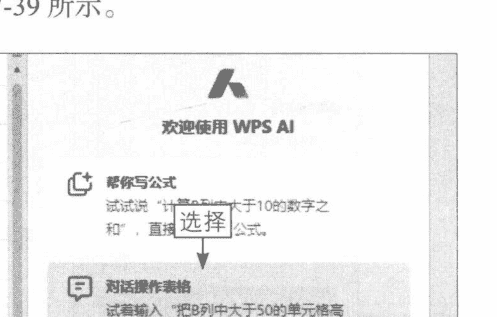 -39 所示。
欢迎使用 WPS AI
帮你写公式
试试说“计算B列中大于10的数字之
和”，直接 公式。
选择
对话操作表格
试着输入“把B列中大于50的单元格高